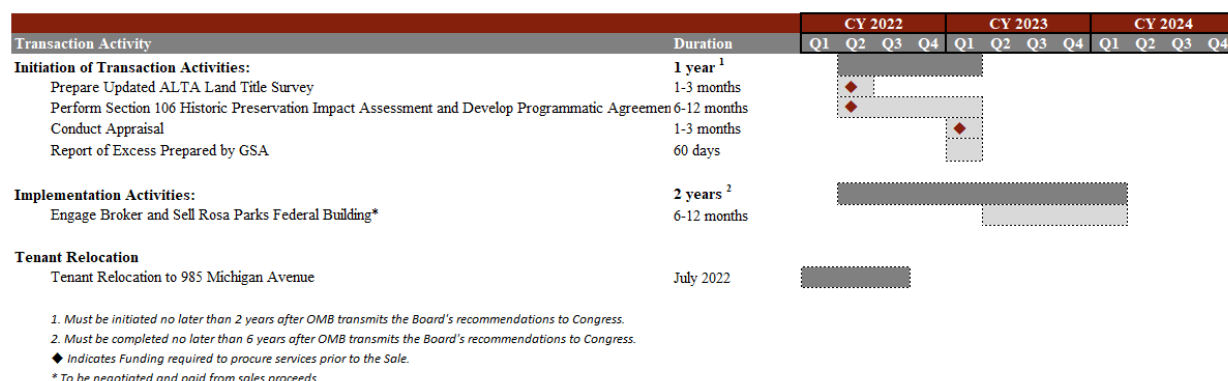 CY 2022 CY 2023 CY 2024
Transaction Activity Duration Q1 Q2 Q3 Q4 Q1 Q2 Q3 Q4 Q1 Q2 Q3 Q4
Initiation of Transaction Activities: 1 year 1
Prepare Updated ALTA Land Title Survey 1-3 months
Perform Section 106 Historic Preservation Impact Assessment and Develop Programmatic Agreemen 6-12 months
Conduct Appraisal 1-3 months
Report of Excess Prepared by GSA 60 days
Implementation Activities: 2 years 2
Engage Broker and Sell Rosa Parks Federal Building* 6-12 months
Tenant Relocation
Tenant Relocation to 985 Michigan Avenue July 2022
1. Must be initiated no later than 2 years after OMB transmits the Board's recommendations to Congress.
2. Must be completed no later than 6 years after OMB transmits the Board's recommendations to Congress.
◆ Indicates Funding required to procure services prior to the Sale.
* To be negotiated and paid from sales proceeds